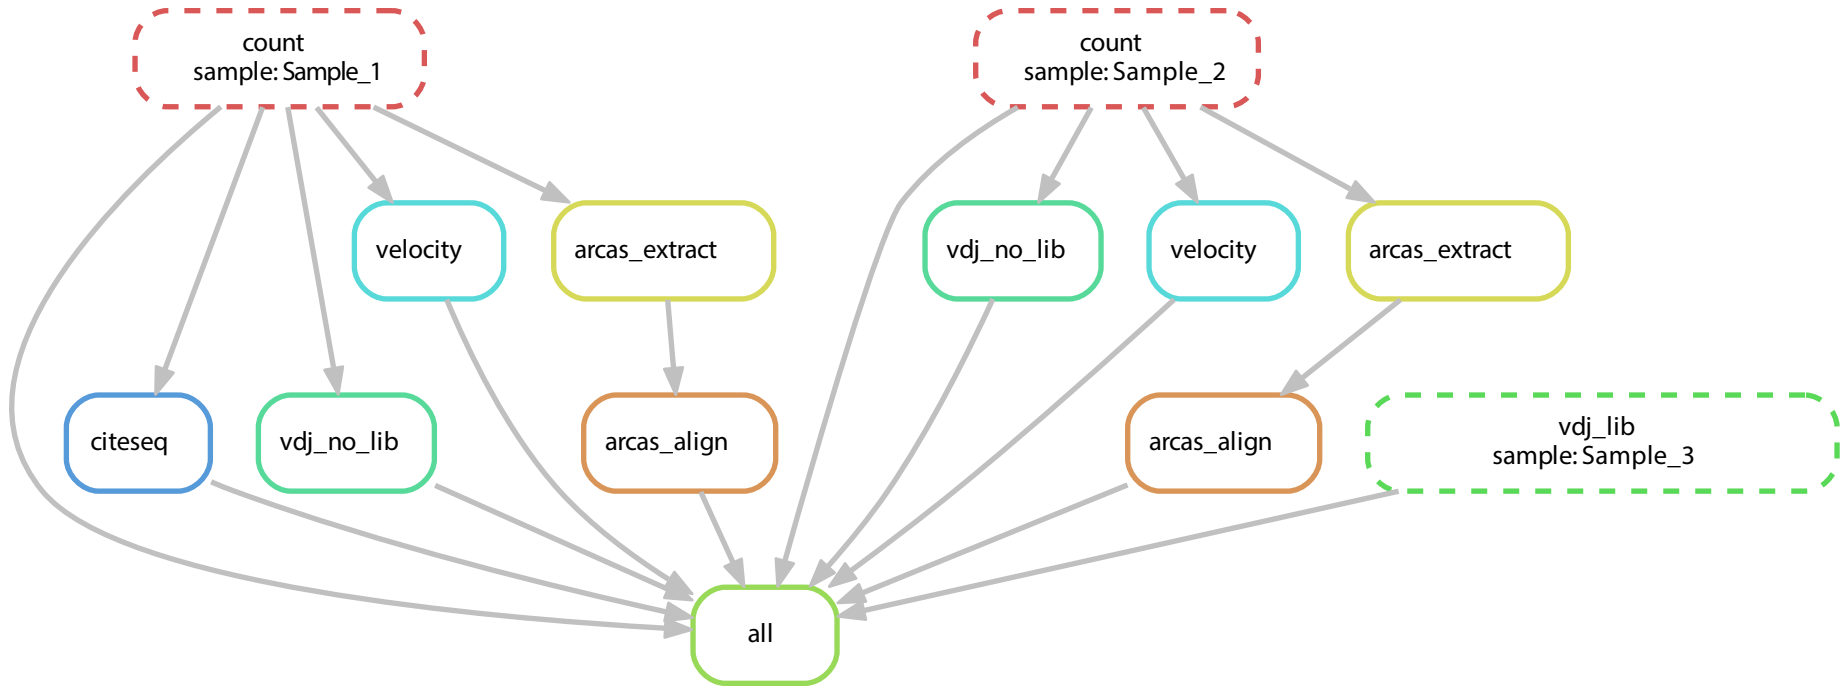 count
sample: Sample_1
count
sample: Sample_2
velocity
arcas_extract
vdj_no_lib
velocity
arcas_extract
citeseq
vdj_no_lib
arcas_align
arcas_align
vdj_lib
sample: Sample_3
all